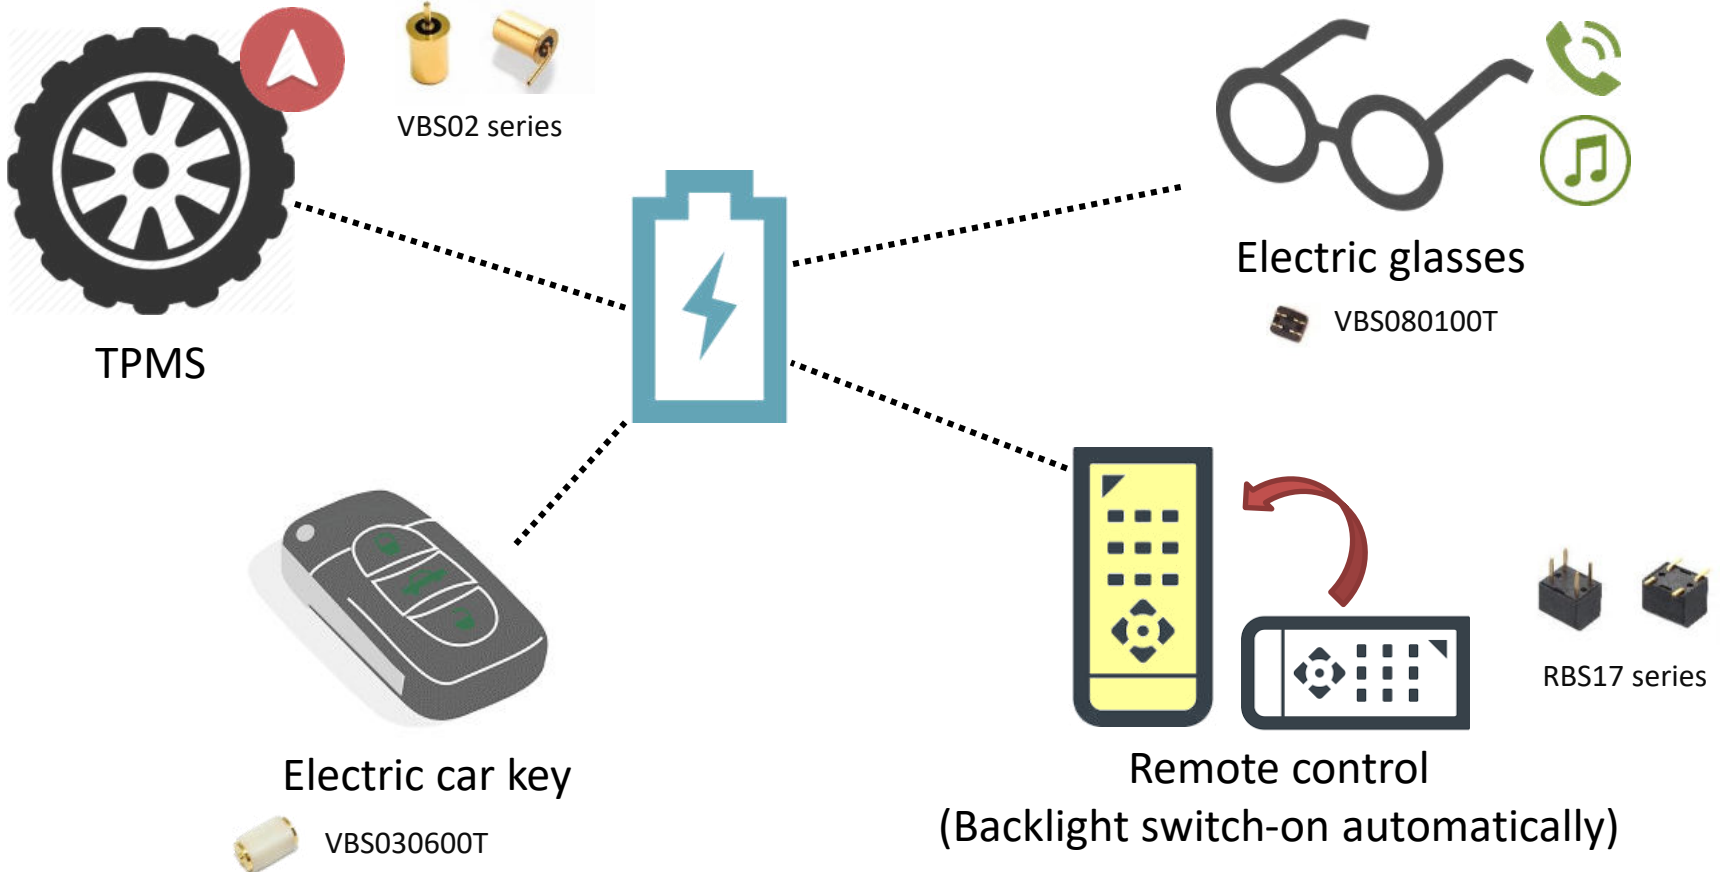 VBS02 series
TPMS
Electric glasses
VBS080100T
Electric car key
VBS030600T
RBS17 series
Remote control
(Backlight switch-on automatically)